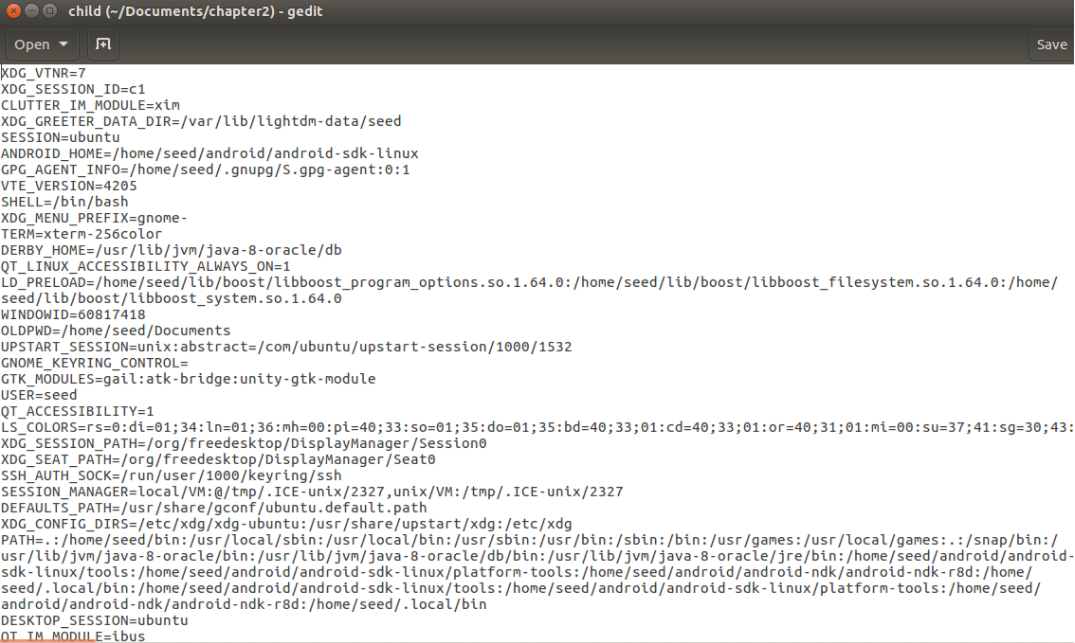 child (~/Documents/chapter2) - gedit
Open
Save
XDG_VTNR=7
XDG_SESSION_ID=c1
CLUTTER_IM_MODULE=xim
XDG_GREETER_DATA_DIR=/var/lib/lightdm-data/seed
SESSION=ubuntu
ANDROID_HOME=/home/seed/android/android-sdk-linux
GPG_AGENT_INFO=/home/seed/.gnupg/S.gpg-agent:0:1
VTE_VERSION=4205
SHELL=/bin/bash
XDG_MENU_PREFIX=gnome-
TERM=xterm-256color
DERBY_HOME=/usr/lib/jvm/java-8-oracle/db
QT_LINUX_ACCESSIBILITY_ALWAYS_ON=1
LD_PRELOAD=/home/seed/lib/boost/libboost_program_options.so.1.64.0:/home/seed/lib/boost/libboost_filesystem.so.1.64.0:/home/
seed/lib/boost/libboost_system.so.1.64.0
WINDOWID=60817418
OLDPWD=/home/seed/Documents
UPSTART_SESSION=unix:abstract=/com/ubuntu/upstart-session/1000/1532
GNOME_KEYRING_CONTROL=
GTK_MODULES=gail:atk-bridge:unity-gtk-module
USER=seed
QT_ACCESSIBILITY=1
LS_COLORS=rs=0:di=01;34:ln=01;36:mh=00:pi=40;33:so=01;35:do=01;35:bd=40;33;01:cd=40;33;01:or=40;31;01:mi=00:su=37;41:sg=30;43:
XDG_SESSION_PATH=/org/freedesktop/DisplayManager/Session0
XDG_SEAT_PATH=/org/freedesktop/DisplayManager/Seat0
SSH_AUTH_SOCK=/run/user/1000/keyring/ssh
SESSION_MANAGER=local/VM:@/tmp/.ICE-unix/2327,unix/VM:/tmp/.ICE-unix/2327
DEFAULTS_PATH=/usr/share/gconf/ubuntu.default.path
XDG_CONFIG_DIRS=/etc/xdg/xdg-ubuntu:/usr/share/upstart/xdg:/etc/xdg
PATH=.:/home/seed/bin:/usr/local/sbin:/usr/local/bin:/usr/sbin:/usr/bin:/sbin:/bin:/usr/games:/usr/local/games:.:/snap/bin:/
usr/lib/jvm/java-8-oracle/bin:/usr/lib/jvm/java-8-oracle/db/bin:/usr/lib/jvm/java-8-oracle/jre/bin:/home/seed/android/android-
sdk-linux/tools:/home/seed/android/android-sdk-linux/platform-tools:/home/seed/android/android-ndk/android-ndk-r8d:/home/
seed/.local/bin:/home/seed/android/android-sdk-linux/tools:/home/seed/android/android-sdk-linux/platform-tools:/home/seed/
android/android-ndk/android-ndk-r8d:/home/seed/.local/bin
DESKTOP_SESSION=ubuntu
QT_IM_MODULE=ibus